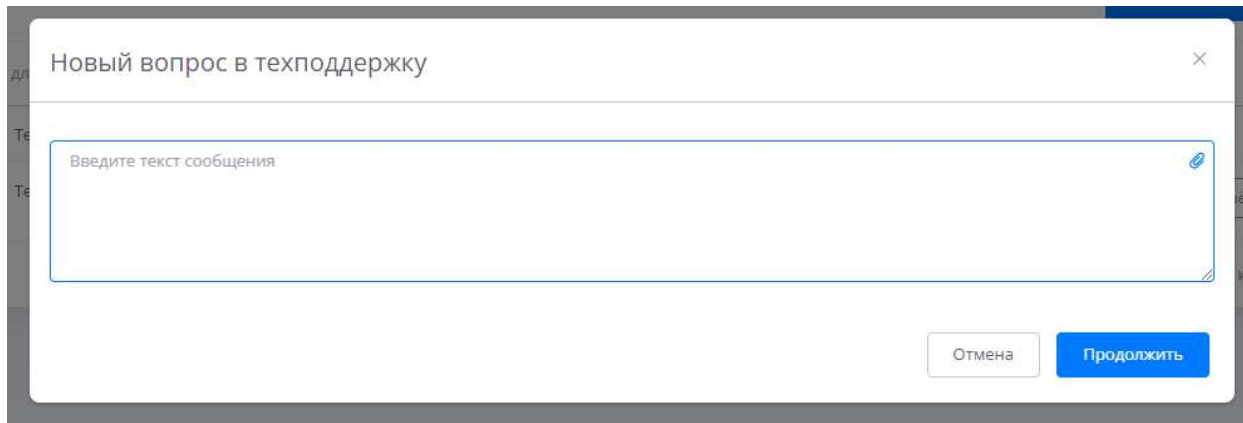 Новый вопрос в техподдержку
Введите текст сообщения
Отмена
Продолжить